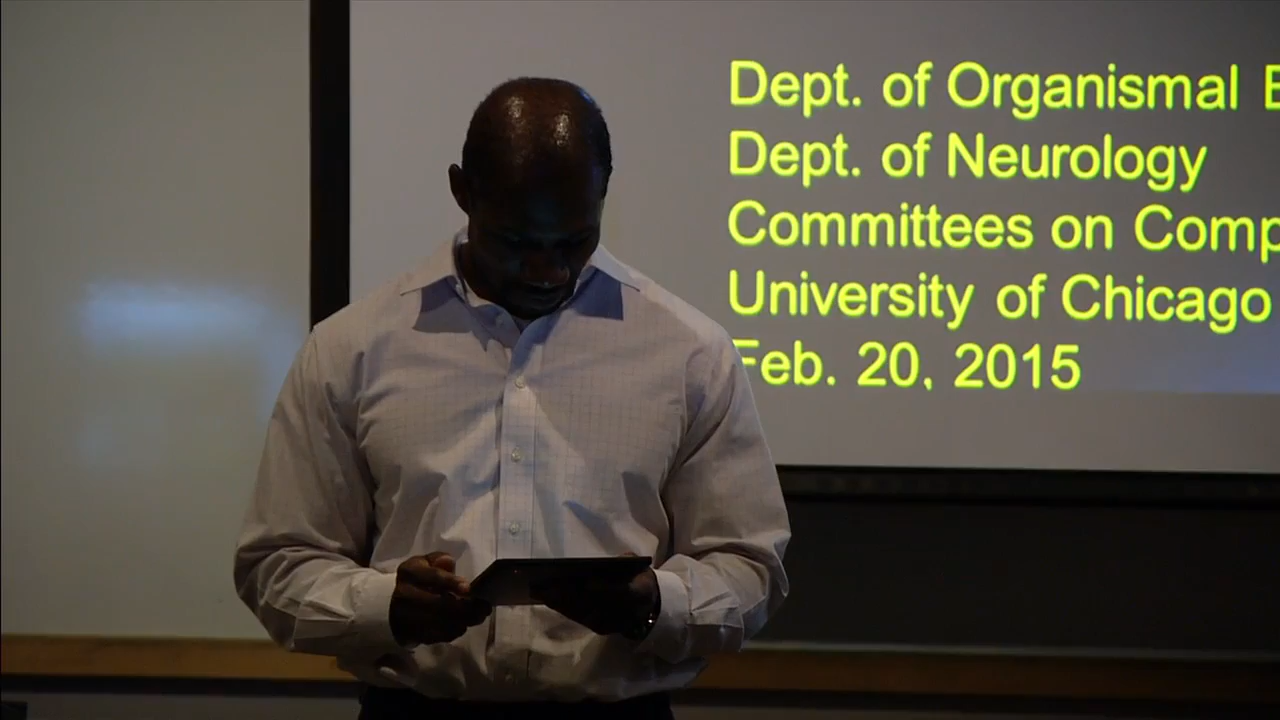 Dept. of Organismal
Dept. of Neurology
Committees on Comp
University of Chicago
Feb. 20, 2015